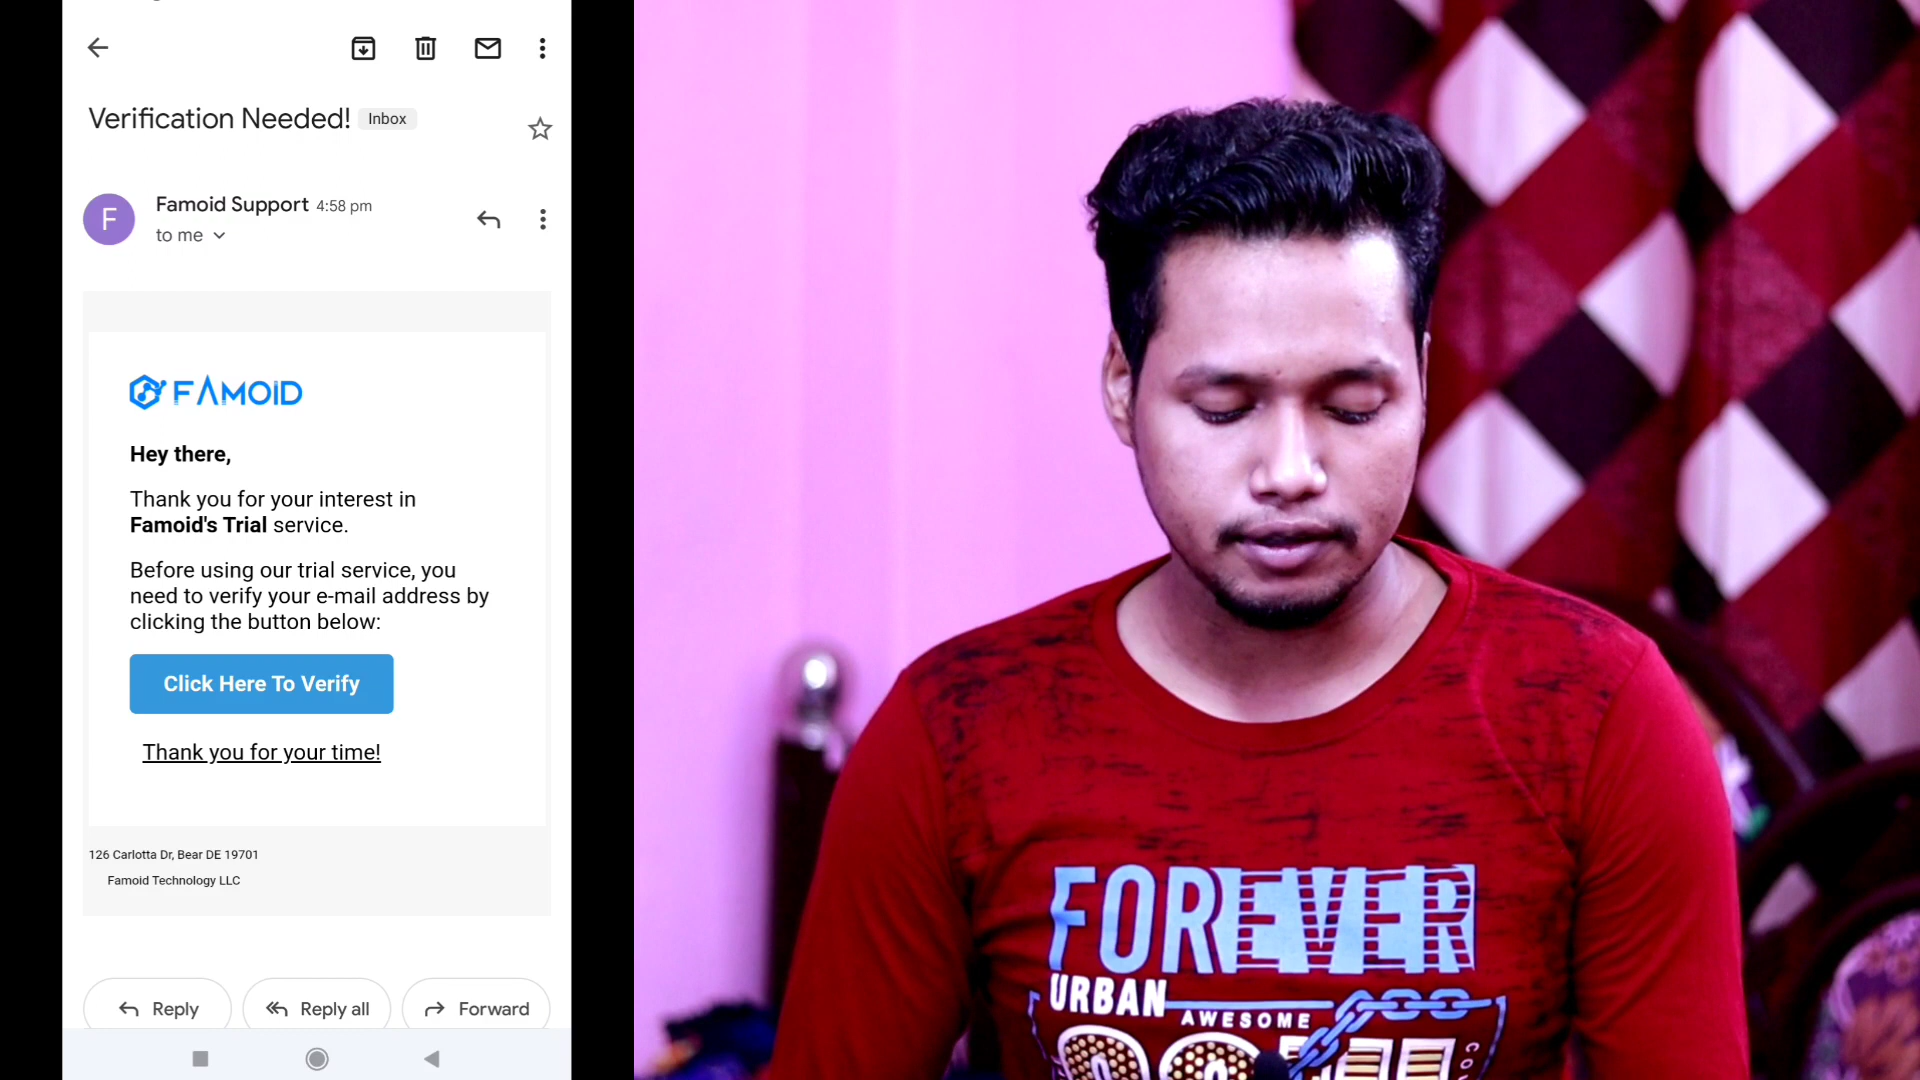 Verification Needed! Inbox
F
Famoid Support 4:58 pm
to me
FAMOID
Hey there,
Thank you for your interest in
Famoid's Trial service.
Before using our trial service, you
need to verify your e-mail address by
clicking the button below:
Click Here To Verify
Thank you for your time!
126 Carlotta Dr, Bear DE 19701
Famoid Technology LLC
Reply
Reply all
Forward
FOREVER
URBAN
AWESOME